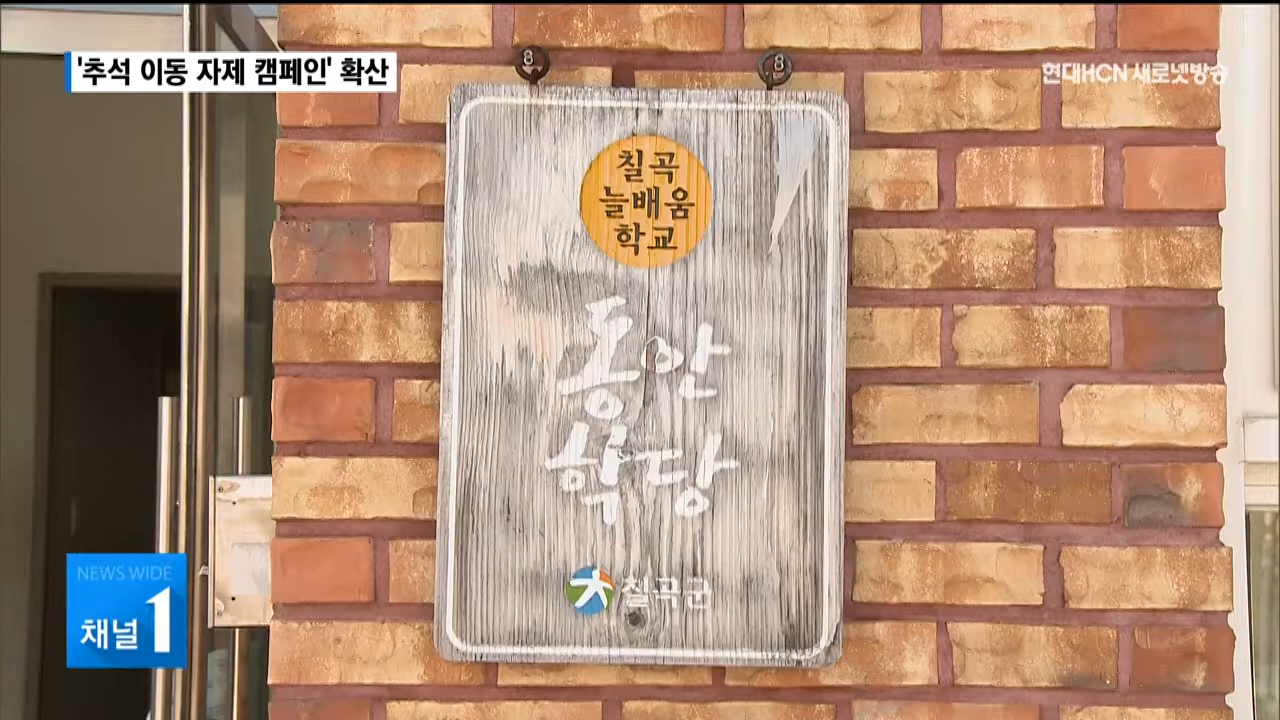 '추석 이동 자제 캠페인' 확산
현대HCN 새로넷방송
칠곡
늘배움
학교
동안
학당
칠곡군
NEWS WIDE
채널 1